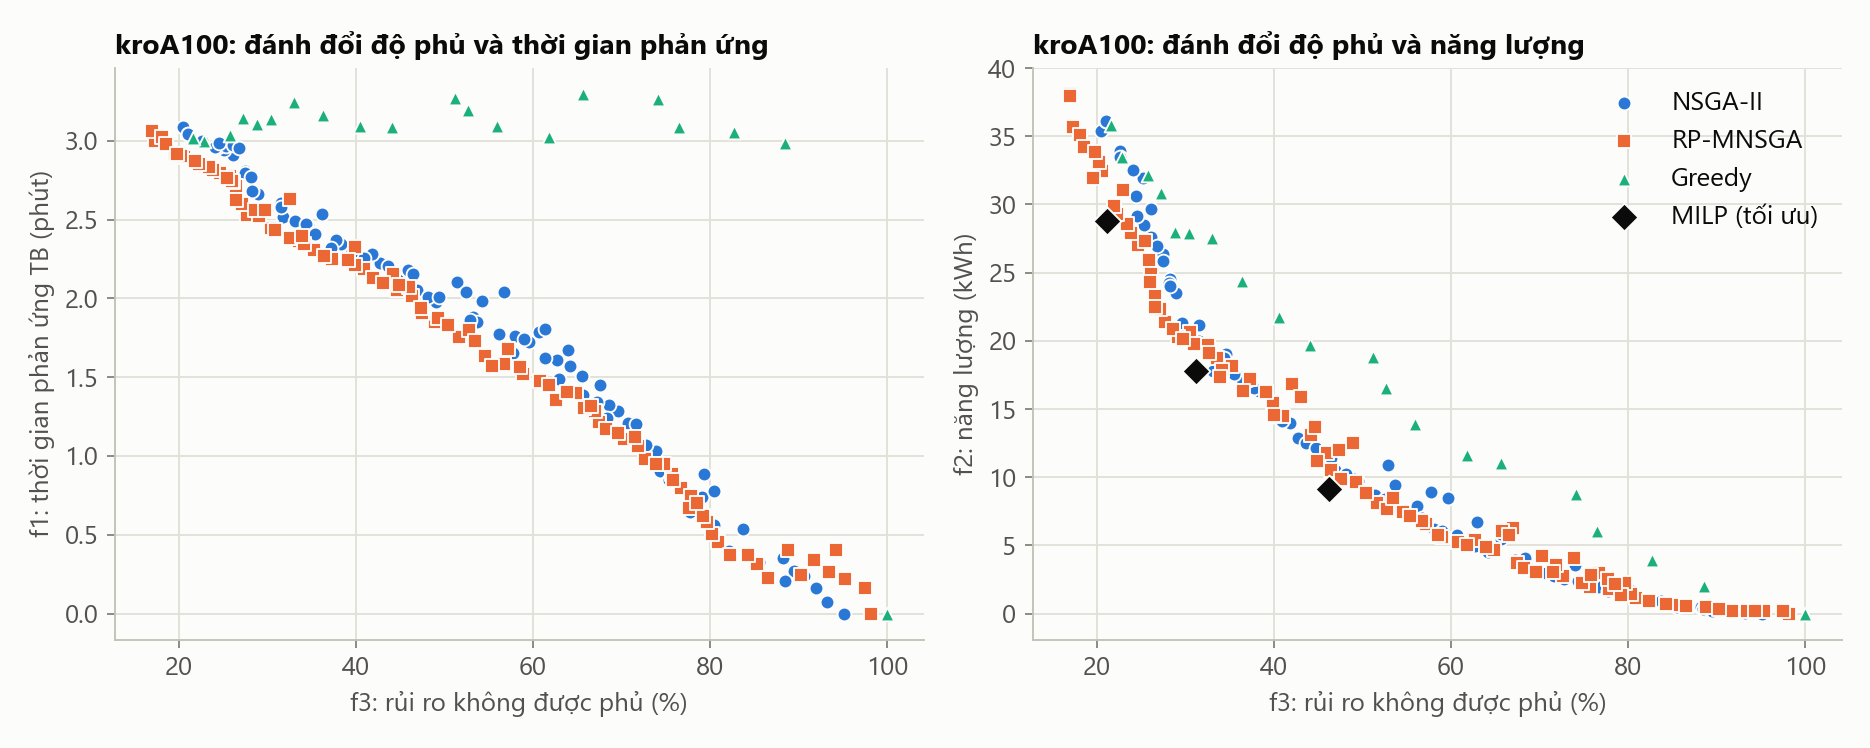 kroA100: đánh đổi độ phủ và thời gian phản ứng
f1: thời gian phản ứng TB (phút)
3.0
2.5
2.0
1.5
1.0
0.5
0.0
20 40 60 80 100
f3: rủi ro không được phủ (%)
kroA100: đánh đổi độ phủ và năng lượng
f2: năng lượng (kWh)
40
35
30
25
20
15
10
5
0
NSGA-II
RP-MNSGA
Greedy
MILP (tối ưu)
20 40 60 80 100
f3: rủi ro không được phủ (%)